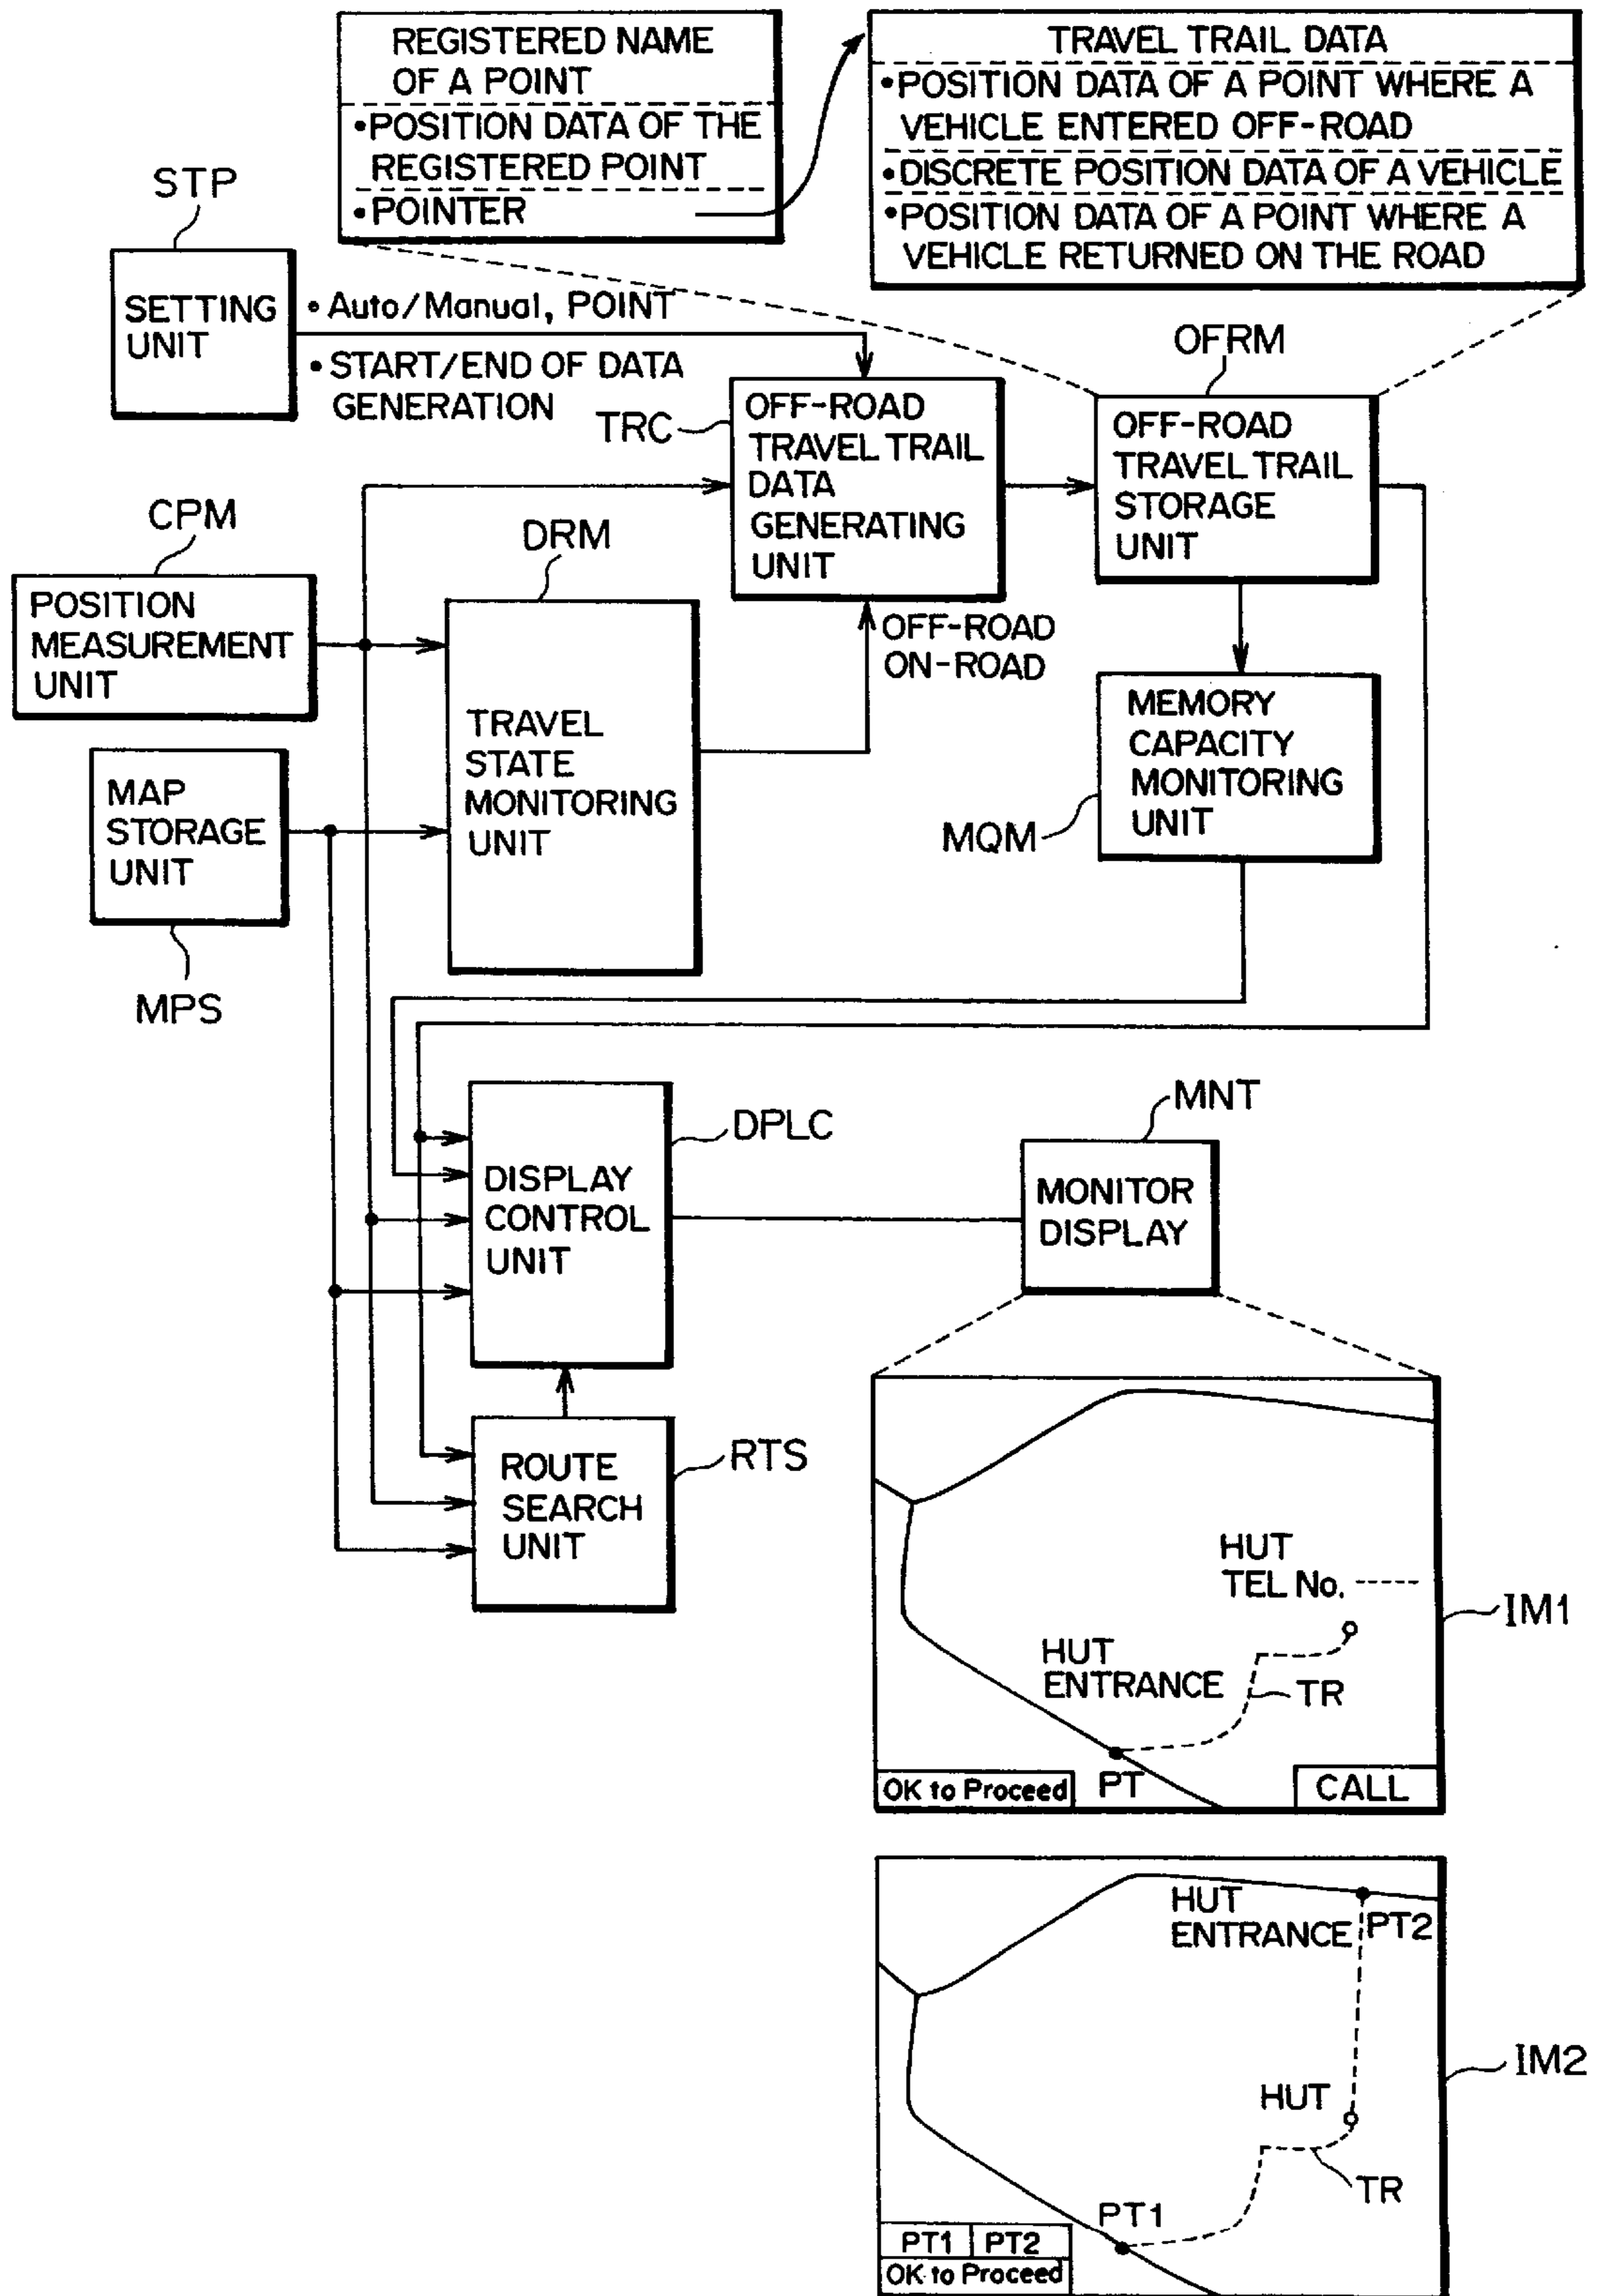 REGISTERED NAME
OF A POINT
•POSITION DATA OF THE
REGISTERED POINT
•POINTER
TRAVEL TRAIL DATA
•POSITION DATA OF A POINT WHERE A
VEHICLE ENTERED OFF-ROAD
•DISCRETE POSITION DATA OF A VEHICLE
•POSITION DATA OF A POINT WHERE A
VEHICLE RETURNED ON THE ROAD
STP
SETTING
UNIT
• Auto/Manual, POINT
• START/END OF DATA
GENERATION
TRC
OFF-ROAD
TRAVEL TRAIL
DATA
GENERATING
UNIT
OFRM
OFF-ROAD
TRAVEL TRAIL
STORAGE
UNIT
CPM
POSITION
MEASUREMENT
UNIT
DRM
TRAVEL
STATE
MONITORING
UNIT
OFF-ROAD
ON-ROAD
MAP
STORAGE
UNIT
MPS
MEMORY
CAPACITY
MONITORING
UNIT
MQM
DPLC
DISPLAY
CONTROL
UNIT
MNT
MONITOR
DISPLAY
RTS
ROUTE
SEARCH
UNIT
HUT
TEL No.
IM1
HUT
ENTRANCE
TR
OK to Proceed
PT
CALL
HUT
ENTRANCE
PT2
IM2
HUT
TR
PT1
PT1 PT2
OK to Proceed